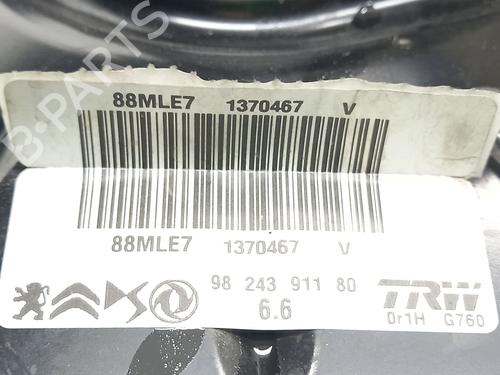 B-PARTS
88MLE7 1370467 V
88MLE7 1370467 V
98 243 911 80
6.6
TRW
0r1H G760